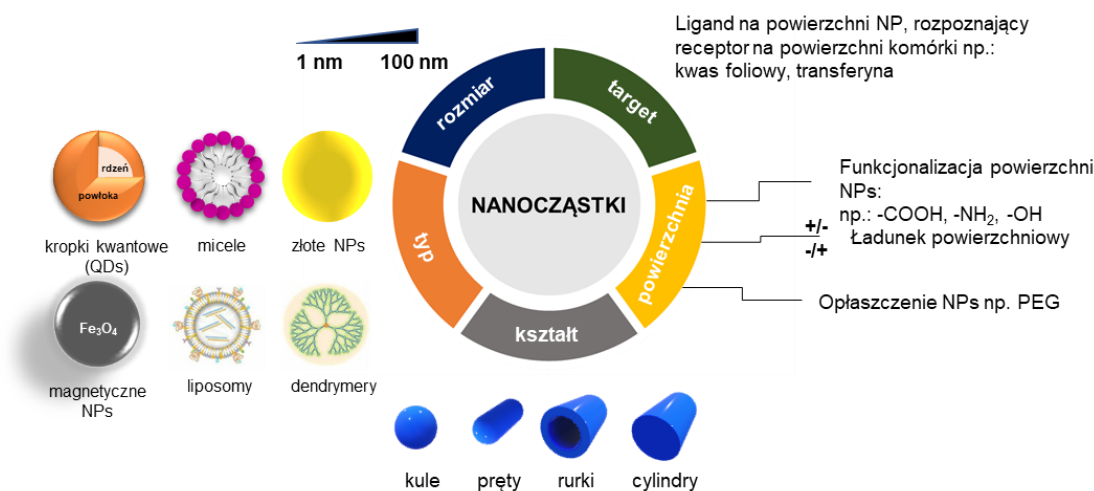 Ligand na powierzchni NP, rozpoznający
receptor na powierzchni komórki np.:
kwas foliowy, transferyna
1 nm
100 nm
rozmiar
target
rdzeń
powłoka
kropki kwantowe
(QDs)
micele
złote NPs
typ
NANOCZĄSTKI
powierzchnia
Funkcjonalizacja powierzchni
NPs:
np.: -COOH, -NH₂, -OH
+/-
-/+
Ładunek powierzchniowy
Opłaszczenie NPs np. PEG
Fe₃O₄
magnetyczne
NPs
liposomy
dendrymery
kształt
kule
pręty
rurki
cylindry